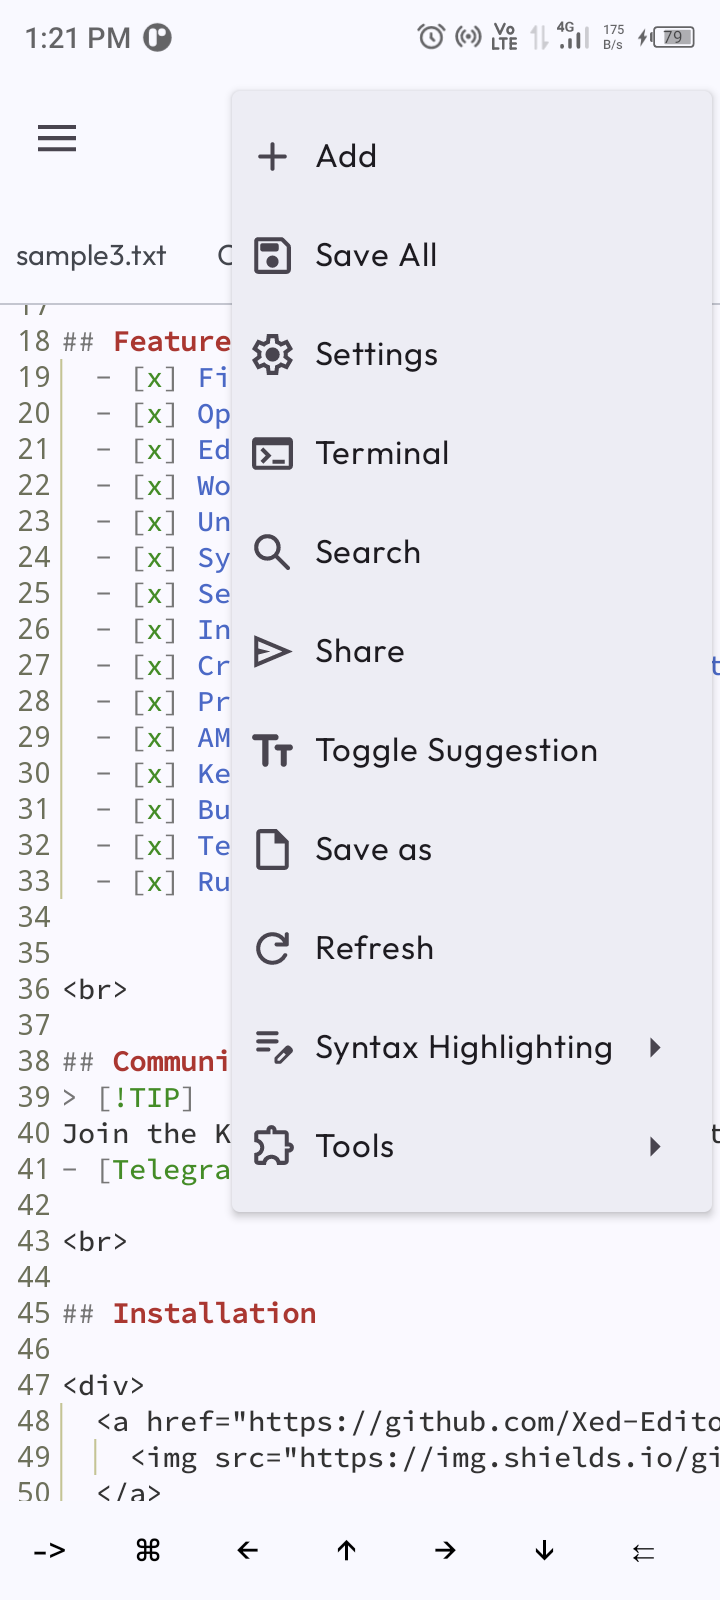 1:21 PM
Vo LTE
4G
175 B/s
79
sample3.txt
Add
Save All
Settings
Terminal
Search
Share
Toggle Suggestion
Save as
Refresh
Syntax Highlighting
Tools
17
18 ## Feature
19 - [x] Fi
20 - [x] Op
21 - [x] Ed
22 - [x] Wo
23 - [x] Un
24 - [x] Sy
25 - [x] Se
26 - [x] In
27 - [x] Cr
28 - [x] Pr
29 - [x] AM
30 - [x] Ke
31 - [x] Bu
32 - [x] Te
33 - [x] Ru
34
35
36 <br>
37
38 ## Communi
39 > [!TIP]
40 Join the K
41 - [Telegra
42
43 <br>
44
45 ## Installation
46
47 <div>
48 <a href="https://github.com/Xed-Edito
49 <img src="https://img.shields.io/gi
50 </a>
-> ⌘ ← ↑ → ↓ ⥳